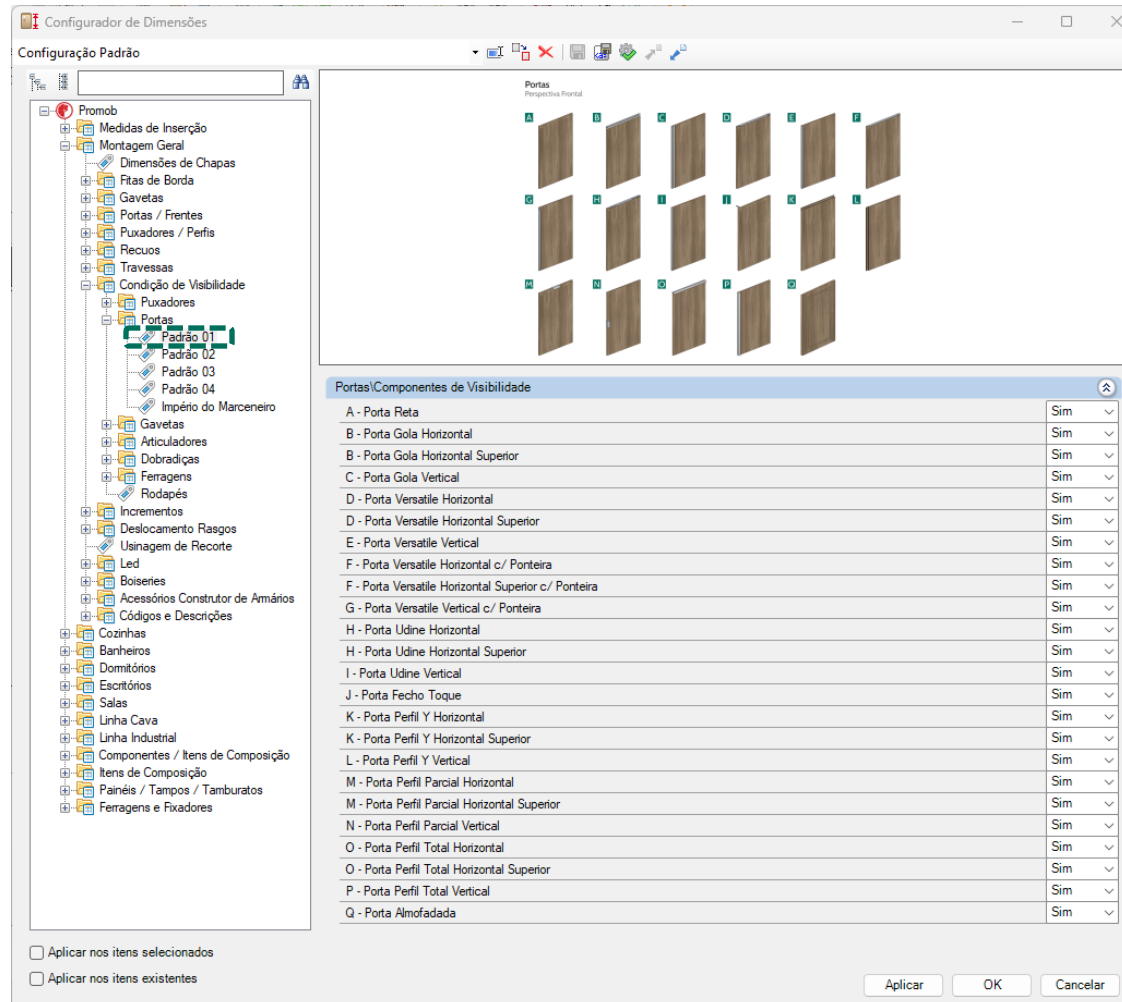 Configurador de Dimensões
Configuração Padrão
Promob
Medidas de Inserção
Montagem Geral
Dimensões de Chapas
Fitas de Borda
Gavetas
Portas / Frentes
Puxadores / Perfis
Recuos
Travessas
Condição de Visibilidade
Puxadores
Portas
Padrão 01
Padrão 02
Padrão 03
Padrão 04
Império do Marceneiro
Gavetas
Articuladores
Dobradiças
Ferragens
Rodapés
Incrementos
Deslocamento Rasgos
Usinagem de Recorte
Led
Boiseries
Acessórios Construtor de Armários
Códigos e Descrições
Cozinhas
Banheiros
Dormitórios
Escritórios
Salas
Linha Cava
Linha Industrial
Componentes / Itens de Composição
Itens de Composição
Painéis / Tampos / Tamburatos
Ferragens e Fixadores
Portas
Perspectiva Frontal
A B C D E F
G H I J K L
M N O P Q
Portas\Componentes de Visibilidade
A - Porta Reta Sim
B - Porta Gola Horizontal Sim
B - Porta Gola Horizontal Superior Sim
C - Porta Gola Vertical Sim
D - Porta Versatile Horizontal Sim
D - Porta Versatile Horizontal Superior Sim
E - Porta Versatile Vertical Sim
F - Porta Versatile Horizontal c/ Ponteira Sim
F - Porta Versatile Horizontal Superior c/ Ponteira Sim
G - Porta Versatile Vertical c/ Ponteira Sim
H - Porta Udine Horizontal Sim
H - Porta Udine Horizontal Superior Sim
I - Porta Udine Vertical Sim
J - Porta Fecho Toque Sim
K - Porta Perfil Y Horizontal Sim
K - Porta Perfil Y Horizontal Superior Sim
L - Porta Perfil Y Vertical Sim
M - Porta Perfil Parcial Horizontal Sim
M - Porta Perfil Parcial Horizontal Superior Sim
N - Porta Perfil Parcial Vertical Sim
O - Porta Perfil Total Horizontal Sim
O - Porta Perfil Total Horizontal Superior Sim
P - Porta Perfil Total Vertical Sim
Q - Porta Almofadada Sim
Aplicar nos itens selecionados
Aplicar nos itens existentes
Aplicar OK Cancelar